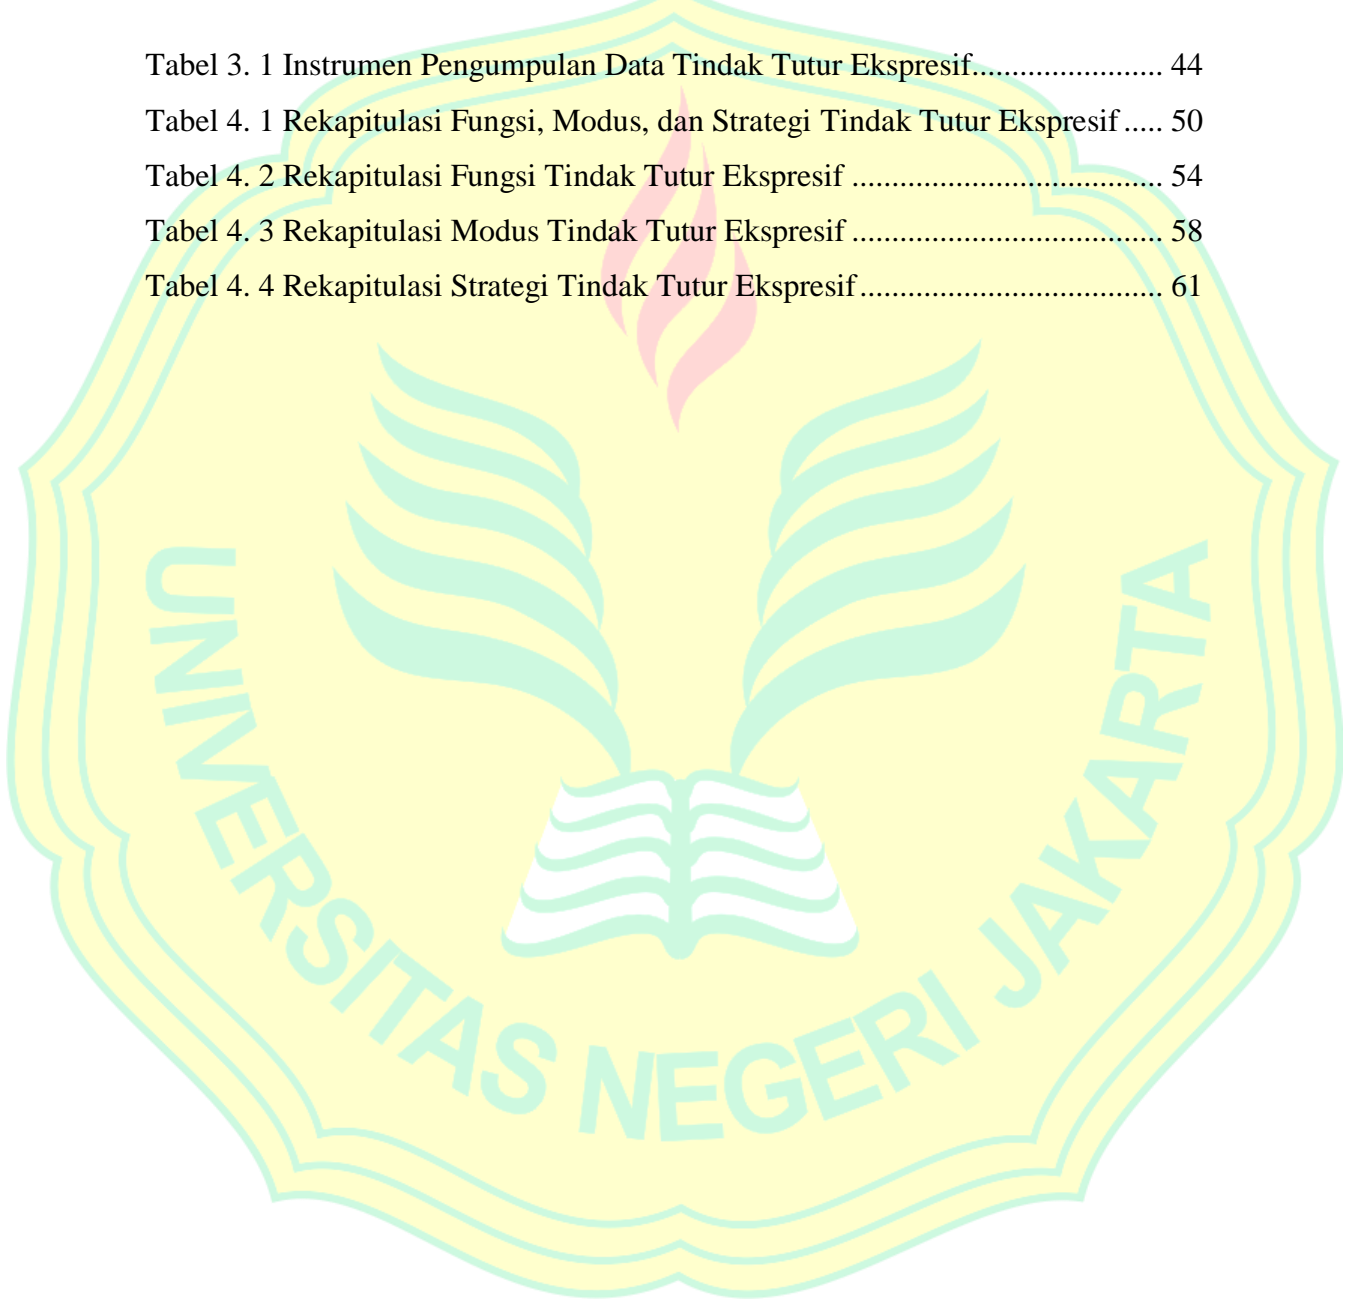 Tabel 3. 1 Instrumen Pengumpulan Data Tindak Tutur Ekspresif........................ 44
Tabel 4. 1 Rekapitulasi Fungsi, Modus, dan Strategi Tindak Tutur Ekspresif..... 50
Tabel 4. 2 Rekapitulasi Fungsi Tindak Tutur Ekspresif ....................................... 54
Tabel 4. 3 Rekapitulasi Modus Tindak Tutur Ekspresif ....................................... 58
Tabel 4. 4 Rekapitulasi Strategi Tindak Tutur Ekspresif...................................... 61
UNIVERSITAS NEGERI JAKARTA